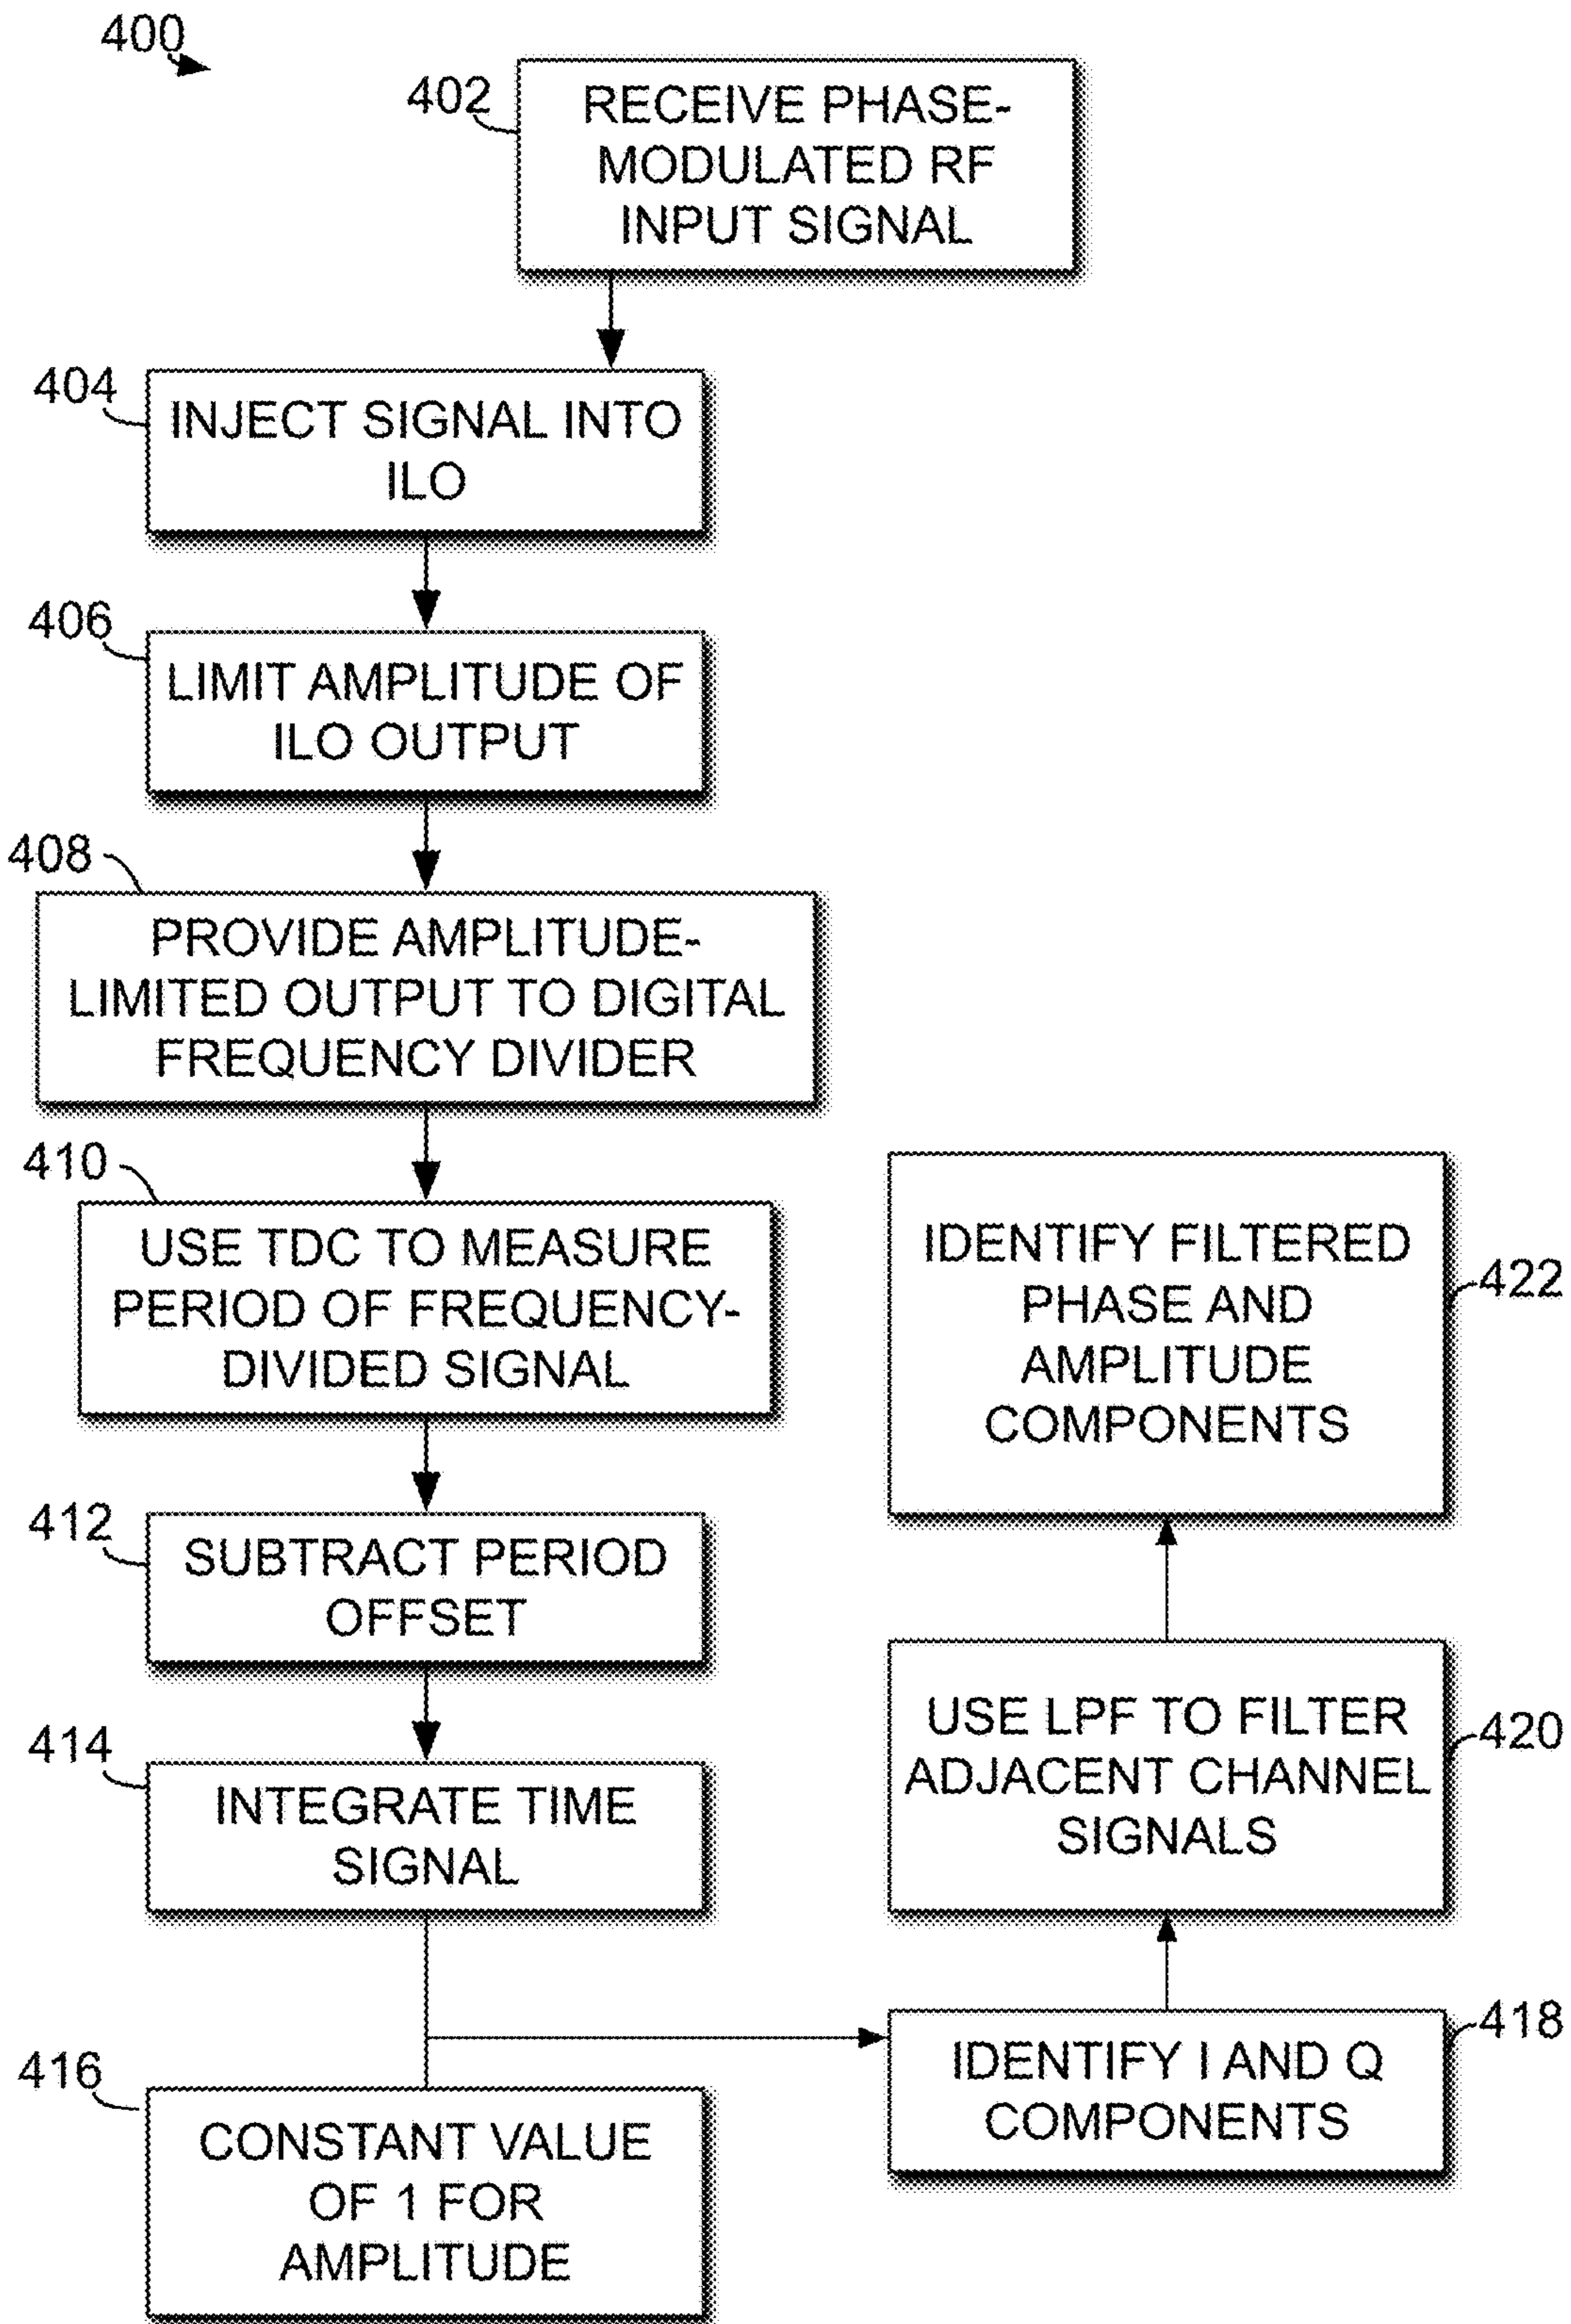 400
402
RECEIVE PHASE-
MODULATED RF
INPUT SIGNAL
404
INJECT SIGNAL INTO
ILO
406
LIMIT AMPLITUDE OF
ILO OUTPUT
408
PROVIDE AMPLITUDE-
LIMITED OUTPUT TO DIGITAL
FREQUENCY DIVIDER
410
USE TDC TO MEASURE
PERIOD OF FREQUENCY-
DIVIDED SIGNAL
412
SUBTRACT PERIOD
OFFSET
414
INTEGRATE TIME
SIGNAL
416
CONSTANT VALUE
OF 1 FOR
AMPLITUDE
418
IDENTIFY I AND Q
COMPONENTS
420
USE LPF TO FILTER
ADJACENT CHANNEL
SIGNALS
422
IDENTIFY FILTERED
PHASE AND
AMPLITUDE
COMPONENTS